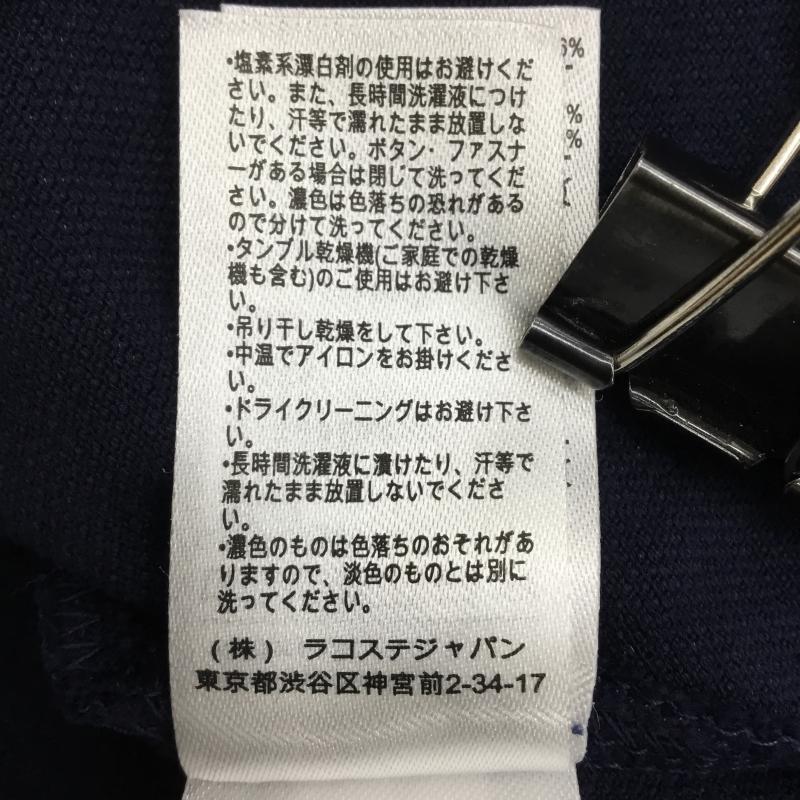 ・塩素系漂白剤の使用はお避けくだ
さい。また、長時間洗濯液につけ
たり、汗等で濡れたまま放置しな
いでください。ボタン・ファスナ
ーがある場合は閉じて洗ってくだ
さい。濃色は色落ちの恐れがある
ので分けて洗ってください。
・タンブル乾燥機(ご家庭での乾燥
機も含む)のご使用はお避け下さ
い。
・吊り干し乾燥をして下さい。
・中温でアイロンをお掛けくださ
い。
・ドライクリーニングはお避け下さ
い。
・長時間洗濯液に漬けたり、汗等で
濡れたまま放置しないでくださ
い。
・濃色のものは色落ちのおそれがあ
りますので、淡色のものとは別に
洗ってください。
(株) ラコステジャパン
東京都渋谷区神宮前2-34-17
6%
%
%